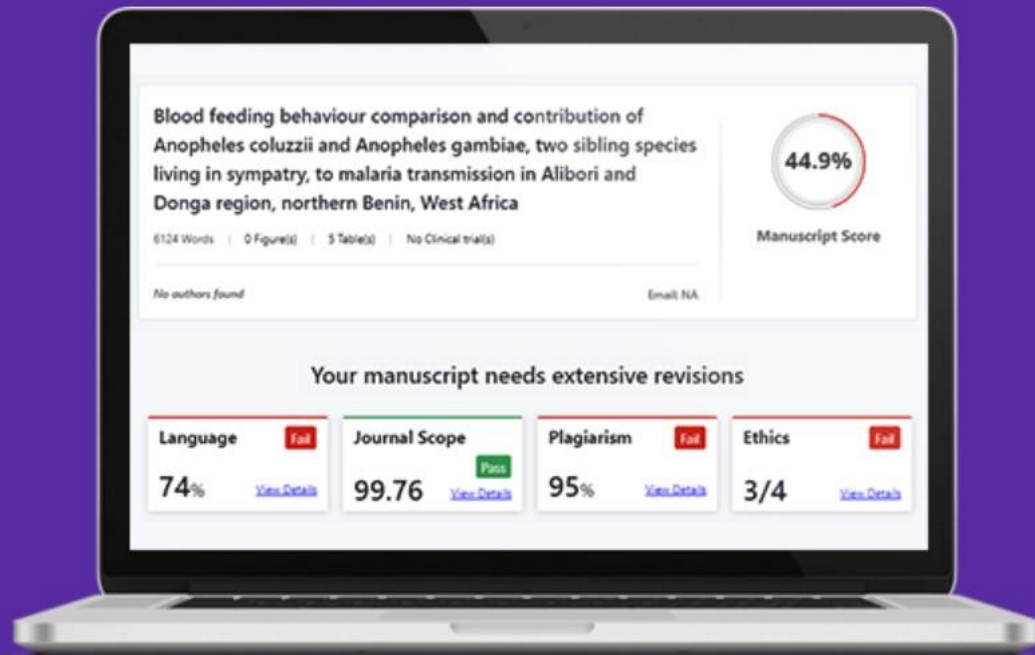 Blood feeding behaviour comparison and contribution of
Anopheles coluzzii and Anopheles gambiae, two sibling species
living in sympatry, to malaria transmission in Alibori and
Donga region, northern Benin, West Africa
6124 Words | 0 Figure(s) | 5 Table(s) | No Clinical trial(s)
No authors found
Email: NA
44.9%
Manuscript Score
Your manuscript needs extensive revisions
Language Fail
74% View Details
Journal Scope
Pass
99.76 View Details
Plagiarism Fail
95% View Details
Ethics Fail
3/4 View Details